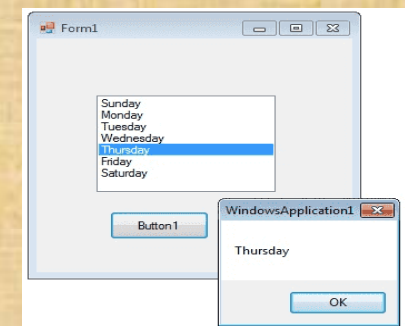 Form1
Sunday
Monday
Tuesday
Wednesday
Thursday
Friday
Saturday
Button1
WindowsApplication1
Thursday
OK